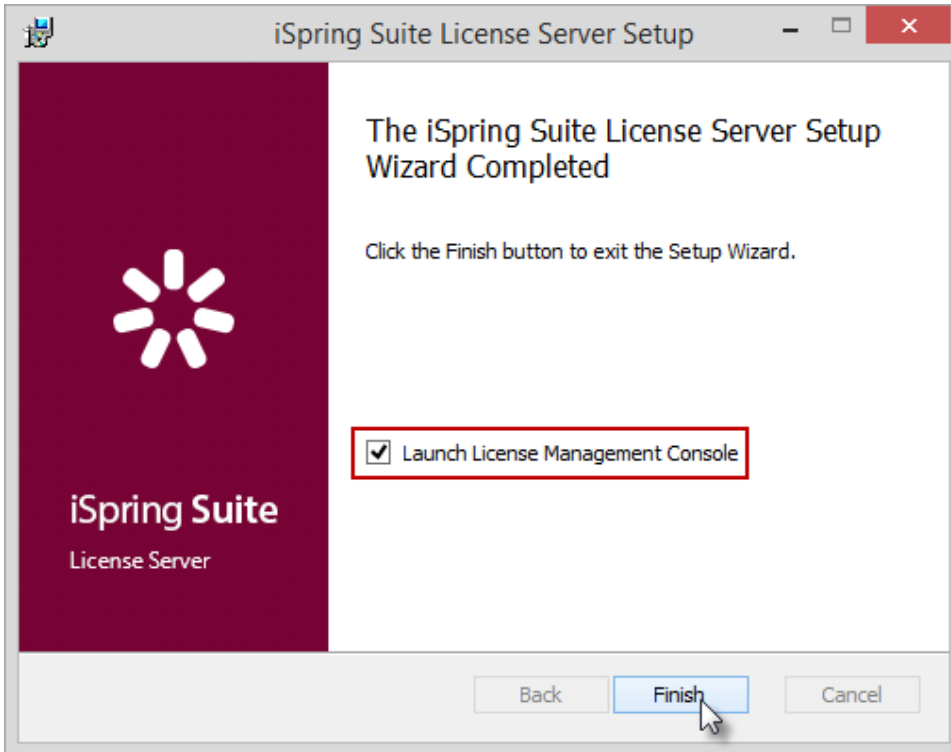 iSpring Suite License Server Setup
The iSpring Suite License Server Setup
Wizard Completed
Click the Finish button to exit the Setup Wizard.
Launch License Management Console
iSpring Suite
License Server
Back
Finish
Cancel